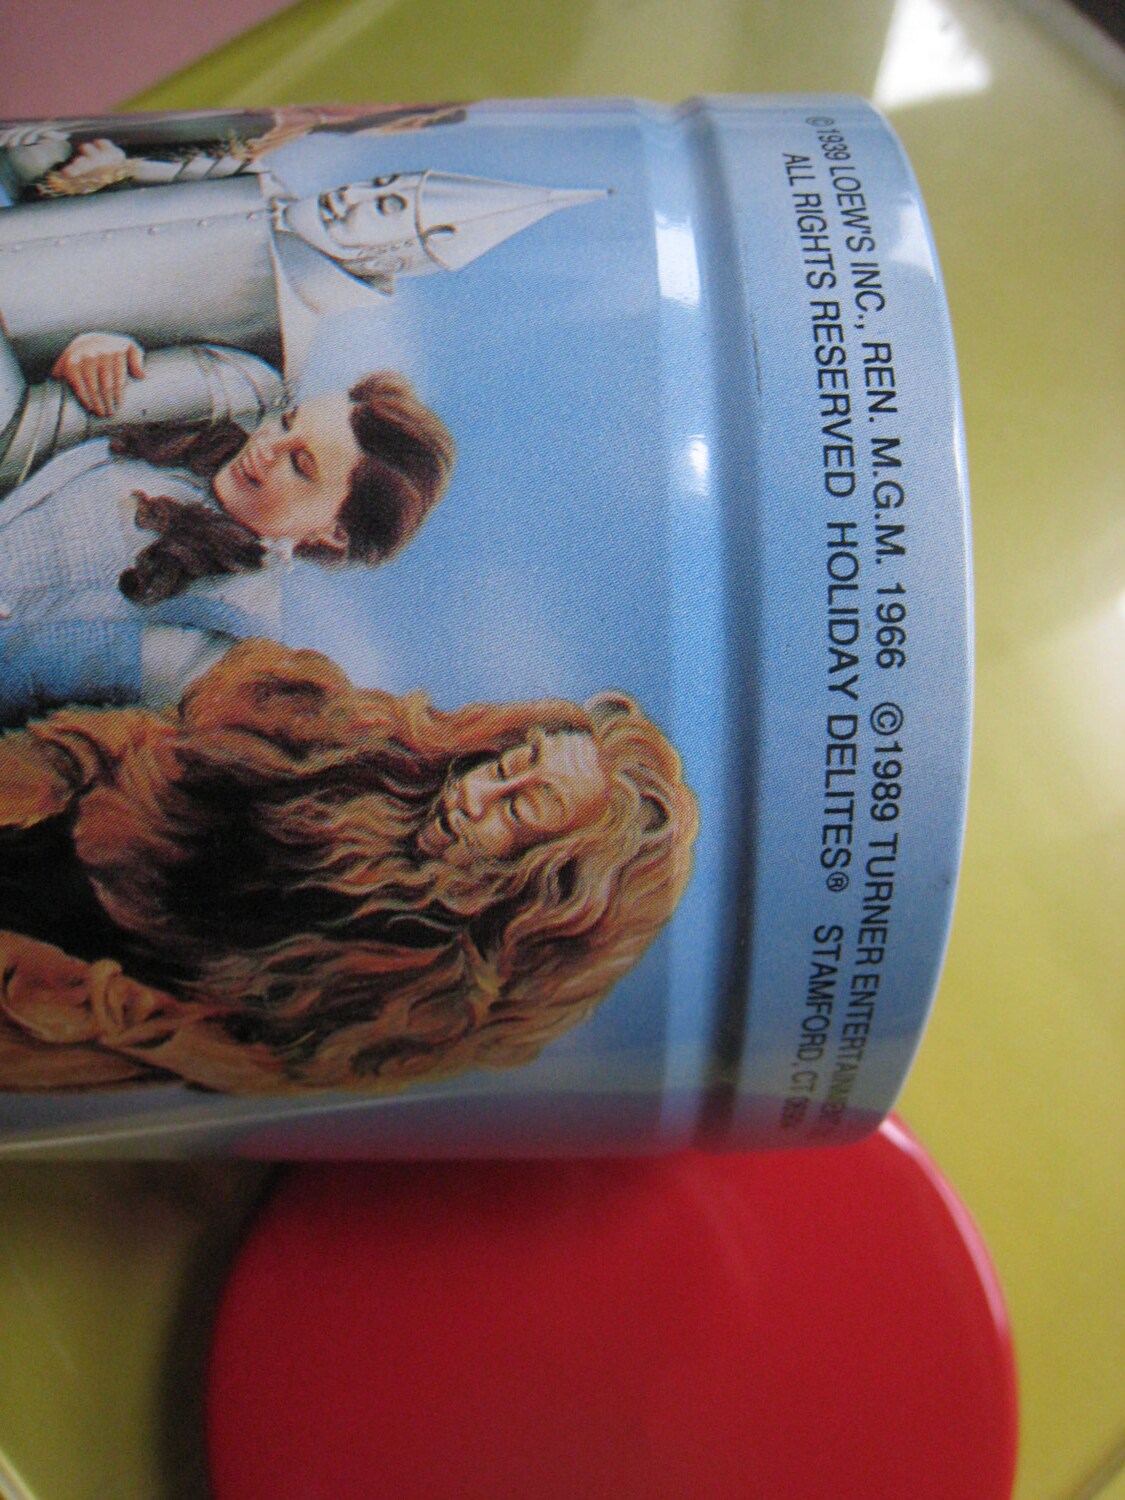 ©1939 LOEW'S INC., REN. M.G.M. 1966 ©1989 TURNER ENTERTAINMENT
ALL RIGHTS RESERVED HOLIDAY DELITES® STAMFORD, CT